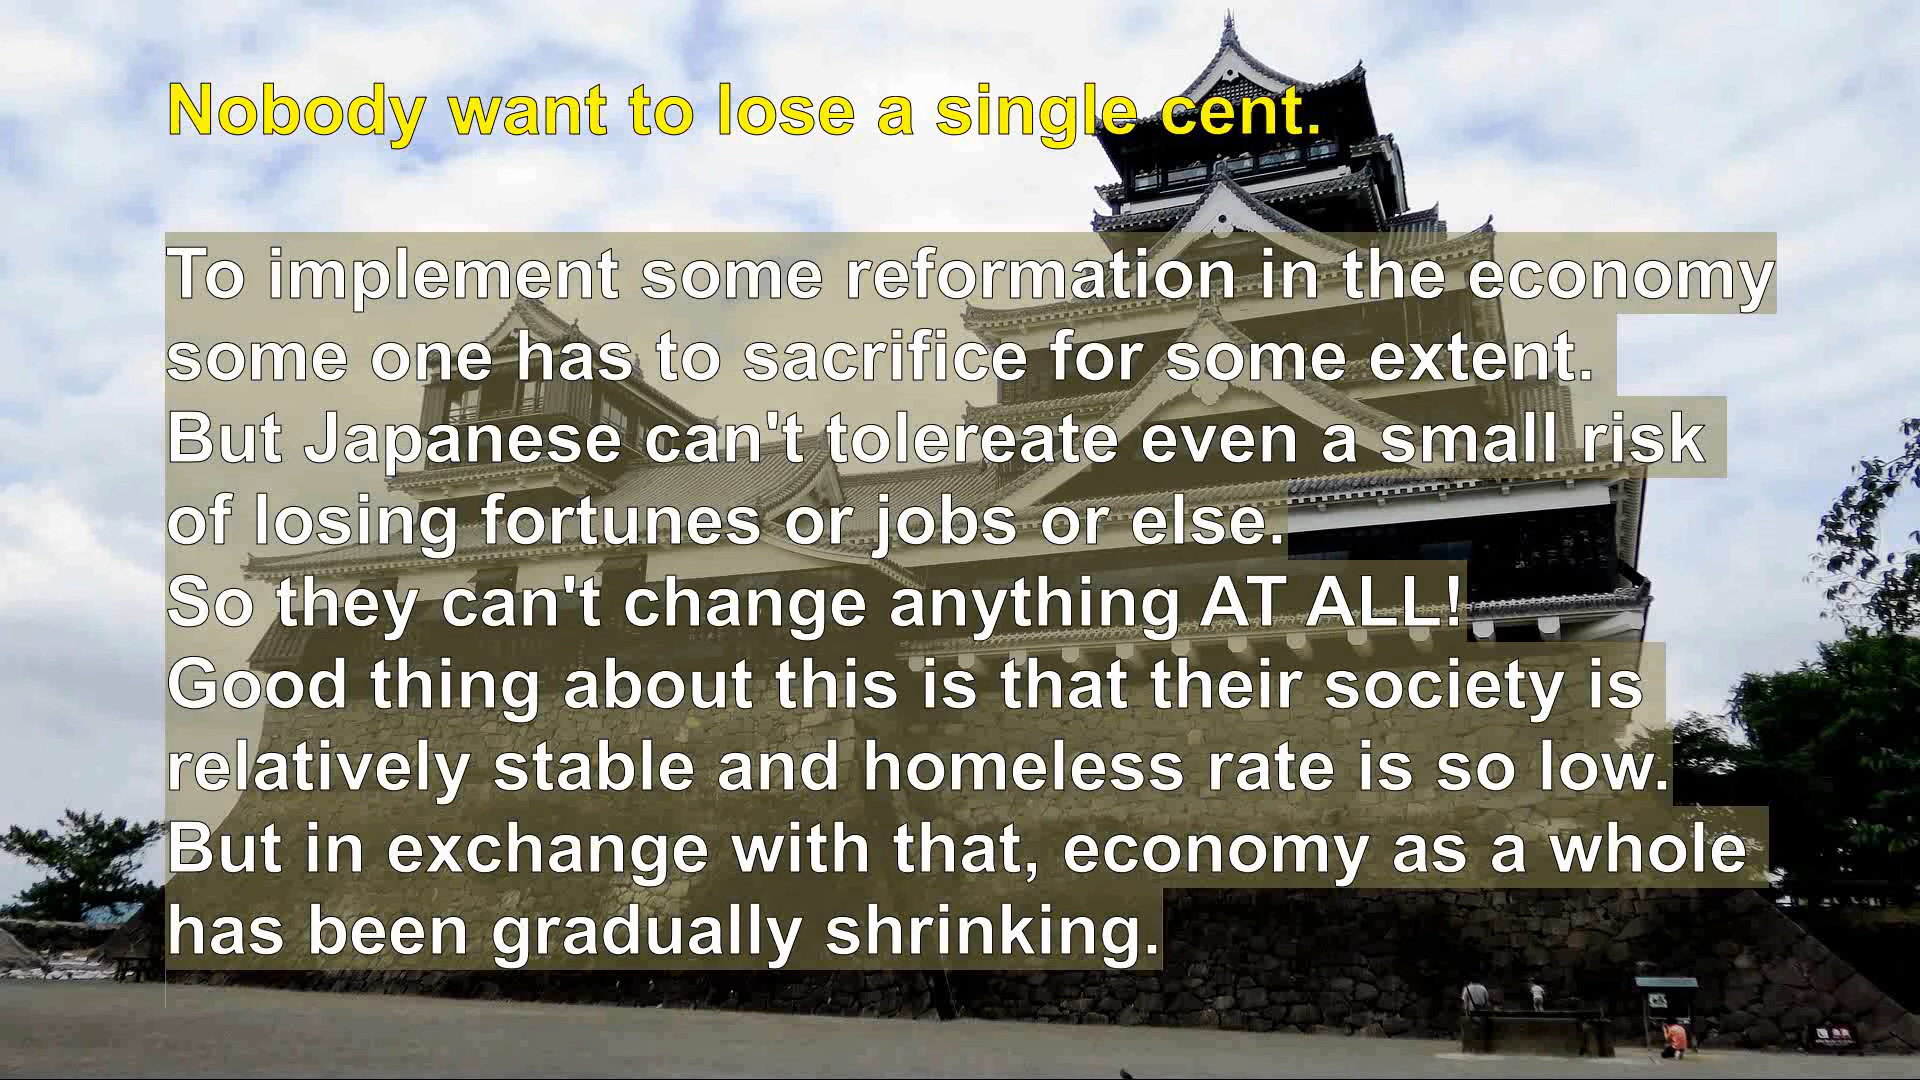 Nobody want to lose a single cent.
To implement some reformation in the economy
some one has to sacrifice for some extent.
But Japanese can't tolereate even a small risk
of losing fortunes or jobs or else.
So they can't change anything AT ALL!
Good thing about this is that their society is
relatively stable and homeless rate is so low.
But in exchange with that, economy as a whole
has been gradually shrinking.